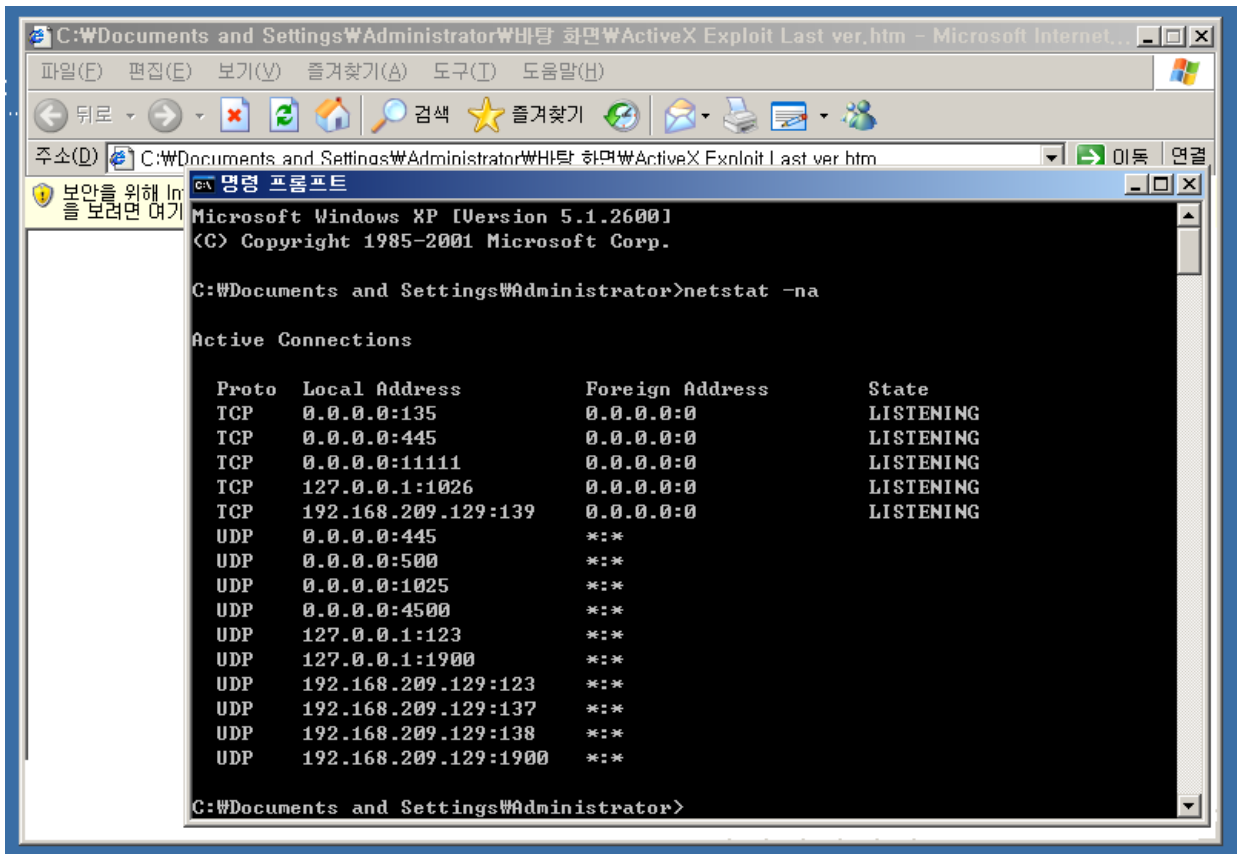 C:₩Documents and Settings₩Administrator₩바탕 화면₩ActiveX Exploit Last ver.htm - Microsoft Internet...
파일(F) 편집(E) 보기(V) 즐겨찾기(A) 도구(T) 도움말(H)
뒤로 검색 즐겨찾기
주소(D) C:₩Documents and Settings₩Administrator₩바탕 화면₩ActiveX Exploit Last ver.htm 이동 연결
보안을 위해 In
을 보려면 여기
명령 프롬프트
Microsoft Windows XP [Version 5.1.2600]
(C) Copyright 1985-2001 Microsoft Corp.
C:₩Documents and Settings₩Administrator>netstat -na
Active Connections
Proto Local Address Foreign Address State
TCP 0.0.0.0:135 0.0.0.0:0 LISTENING
TCP 0.0.0.0:445 0.0.0.0:0 LISTENING
TCP 0.0.0.0:11111 0.0.0.0:0 LISTENING
TCP 127.0.0.1:1026 0.0.0.0:0 LISTENING
TCP 192.168.209.129:139 0.0.0.0:0 LISTENING
UDP 0.0.0.0:445 *:*
UDP 0.0.0.0:500 *:*
UDP 0.0.0.0:1025 *:*
UDP 0.0.0.0:4500 *:*
UDP 127.0.0.1:123 *:*
UDP 127.0.0.1:1900 *:*
UDP 192.168.209.129:123 *:*
UDP 192.168.209.129:137 *:*
UDP 192.168.209.129:138 *:*
UDP 192.168.209.129:1900 *:*
C:₩Documents and Settings₩Administrator>